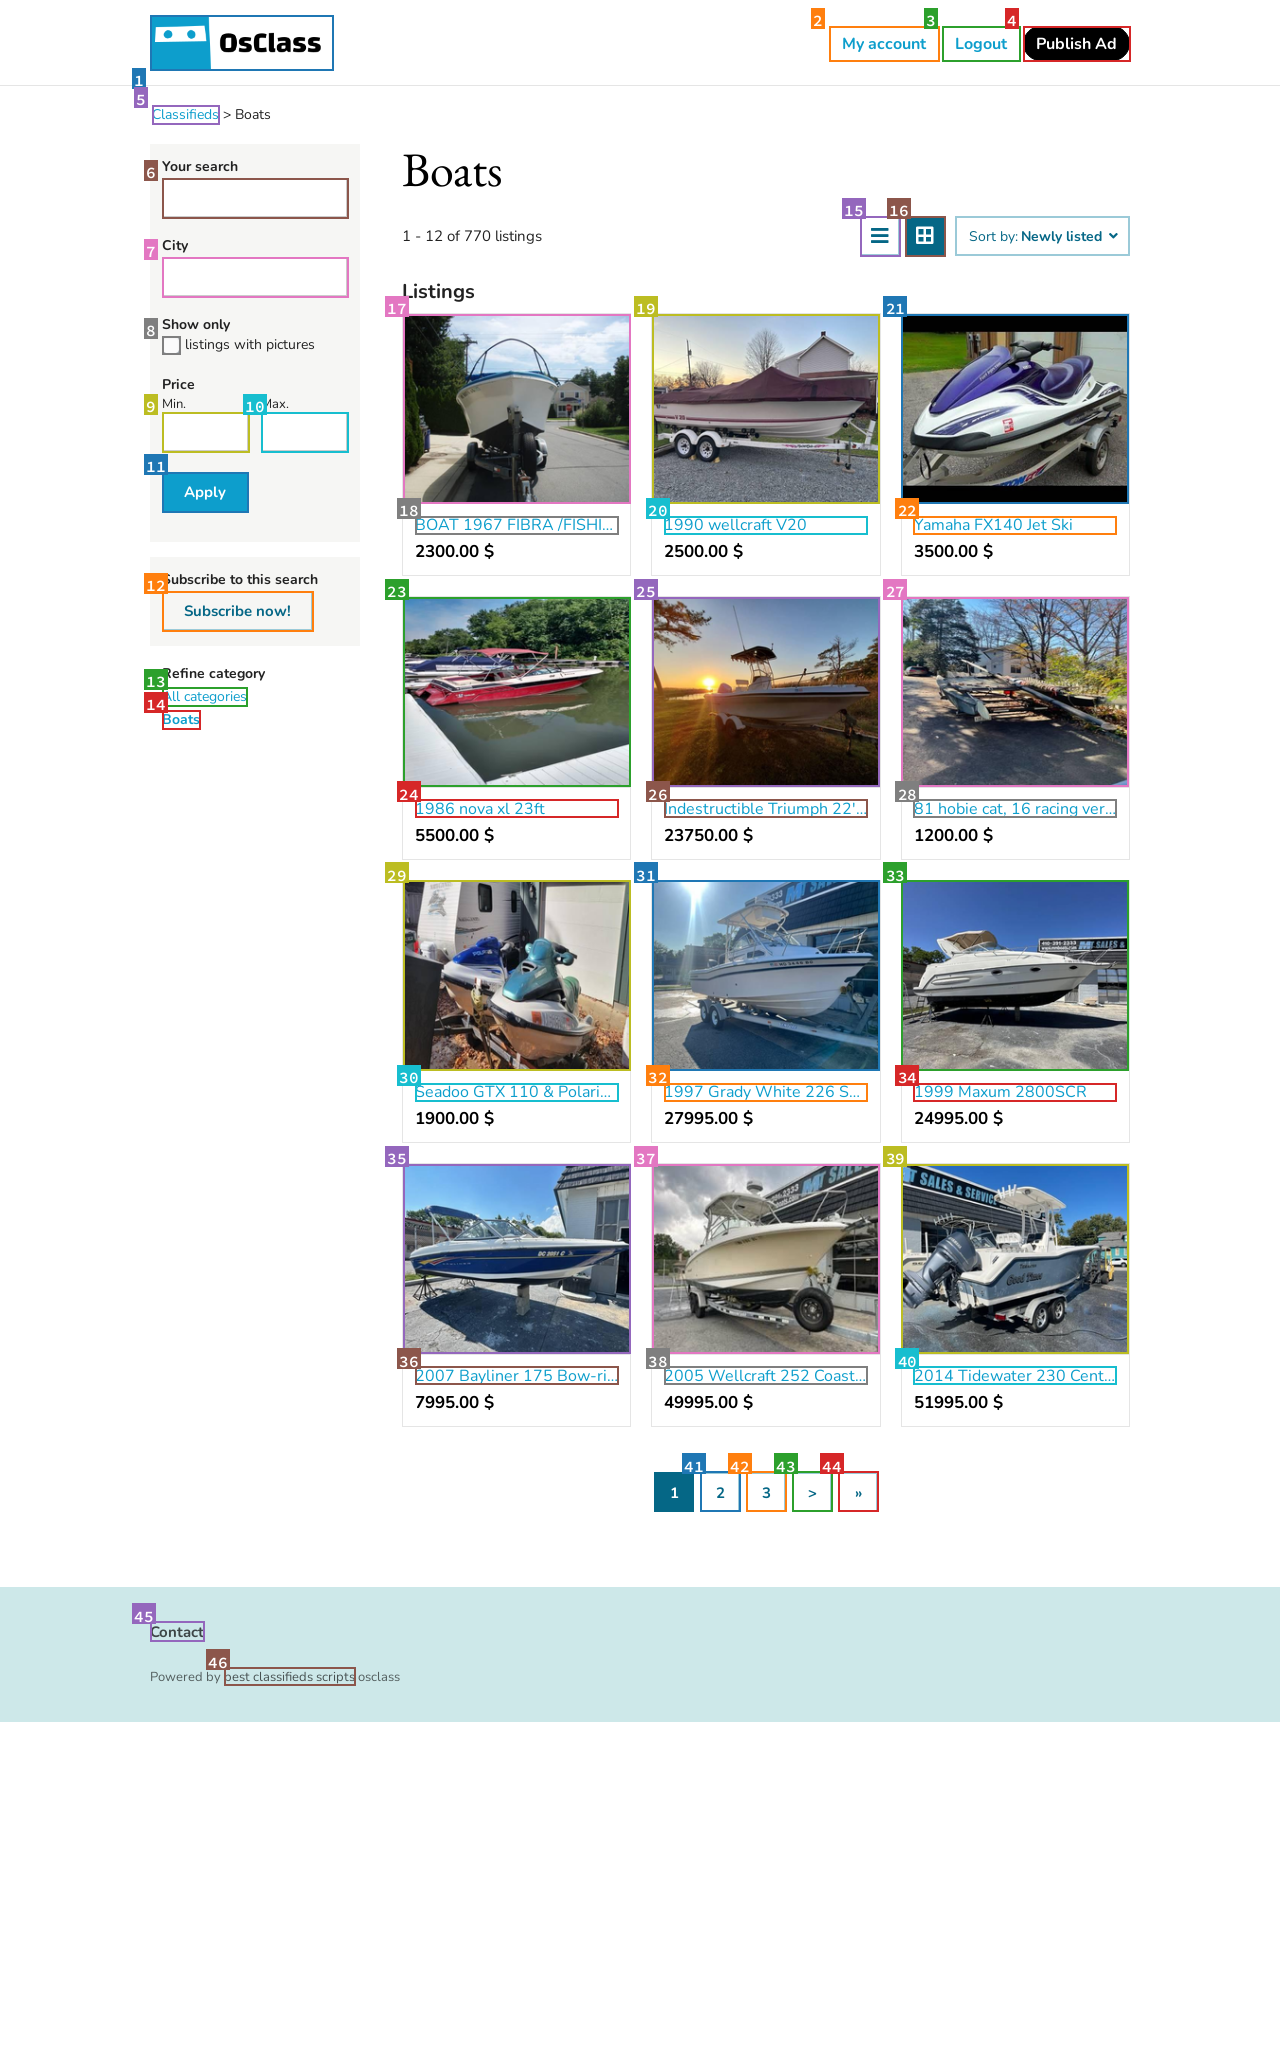 OsClass
2
My account
3
Logout
4
Publish Ad
1
5
Classifieds > Boats
6
Your search
7
City
8
Show only
listings with pictures
Price
9
Min.
10
Max.
11
Apply
12
Subscribe to this search
Subscribe now!
Refine category
13
All categories
14
Boats
Boats
1 - 12 of 770 listings
15
16
Sort by: Newly listed
Listings
17
18
BOAT 1967 FIBRA /FISHI...
2300.00 $
19
20
1990 wellcraft V20
2500.00 $
21
22
Yamaha FX140 Jet Ski
3500.00 $
23
24
1986 nova xl 23ft
5500.00 $
25
26
Indestructible Triumph 22'...
23750.00 $
27
28
81 hobie cat, 16 racing ver...
1200.00 $
29
30
Seadoo GTX 110 & Polari...
1900.00 $
31
32
1997 Grady White 226 S...
27995.00 $
33
34
1999 Maxum 2800SCR
24995.00 $
35
36
2007 Bayliner 175 Bow-ri...
7995.00 $
37
38
2005 Wellcraft 252 Coast...
49995.00 $
39
SALES & SERVICE
40
2014 Tidewater 230 Cent...
51995.00 $
41
42
43
44
1 2 3 > »
45
Contact
46
Powered by best classifieds scripts osclass